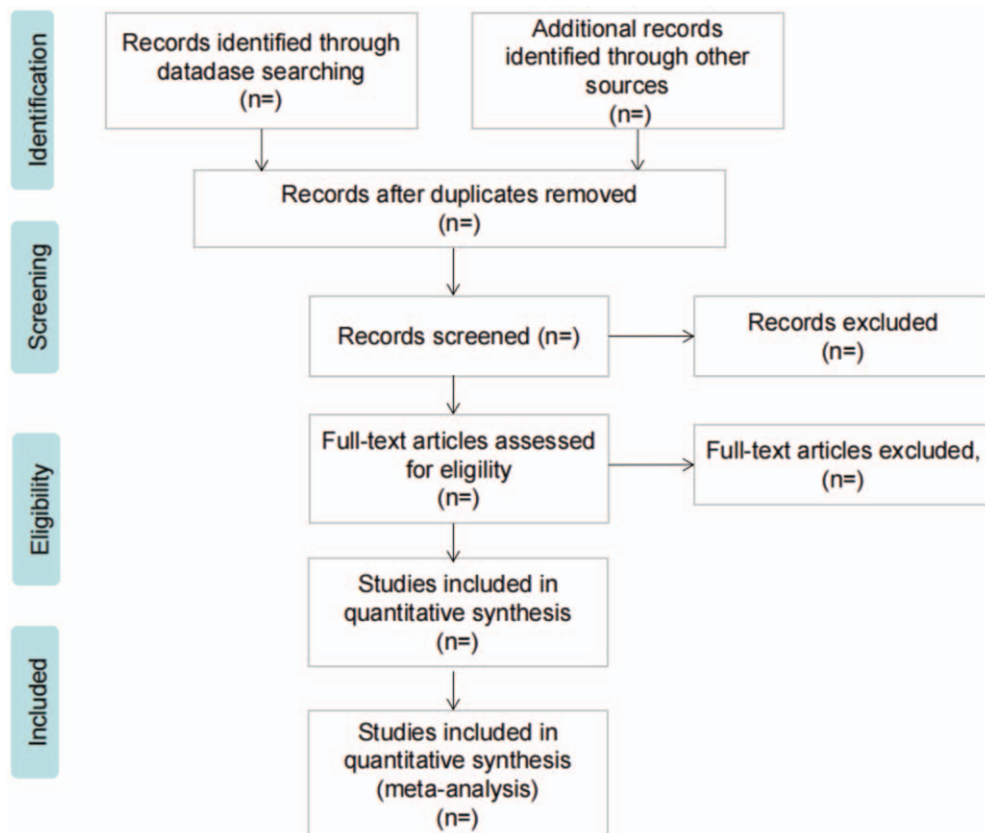 Identification
Records identified through
datadase searching
(n=)
Additional records
identified through other
sources
(n=)
Records after duplicates removed
(n=)
Screening
Records screened (n=)
Records excluded
(n=)
Eligibility
Full-text articles assessed
for eligility
(n=)
Full-text articles excluded,
(n=)
Studies included in
quantitative synthesis
(n=)
Included
Studies included in
quantitative synthesis
(meta-analysis)
(n=)